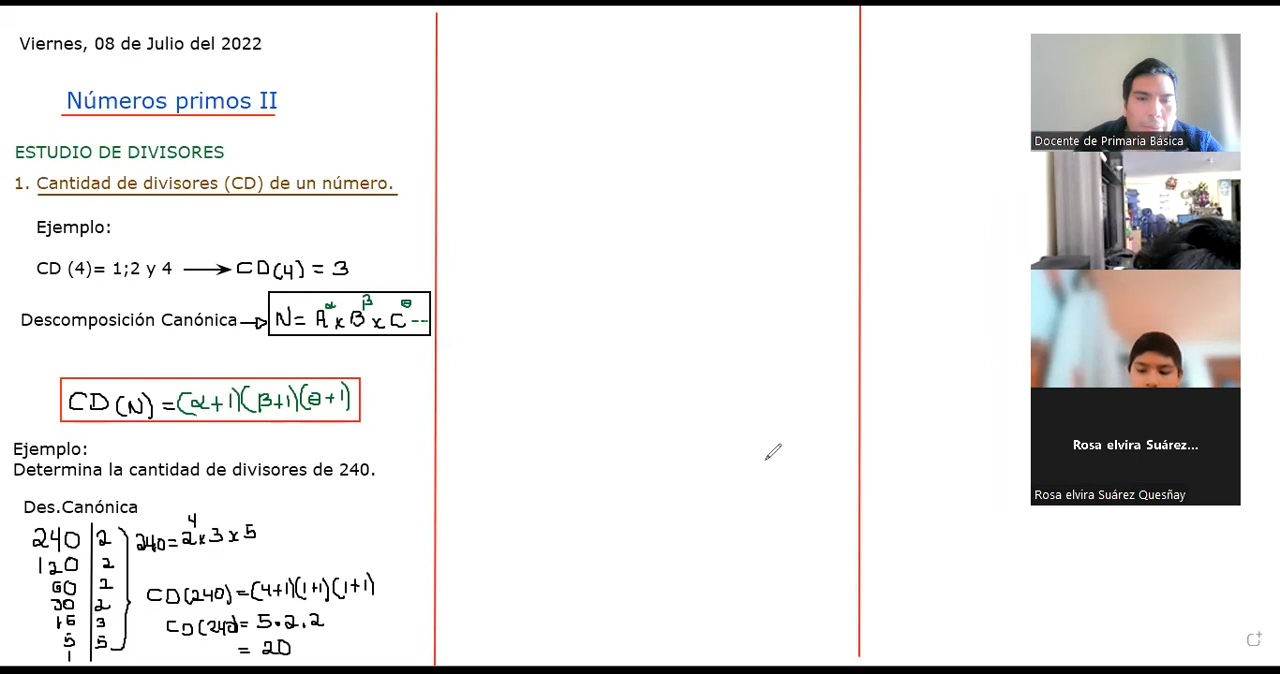 Viernes, 08 de Julio del 2022
Números primos II
ESTUDIO DE DIVISORES
1. Cantidad de divisores (CD) de un número.
Ejemplo:
CD (4)= 1;2 y 4 → CD(4) = 3
Descomposición Canónica → N = A^α x B^β x C^θ ...
CD(N) = (α+1)(β+1)(θ+1)
Ejemplo:
Determina la cantidad de divisores de 240.
Des.Canónica
240 | 2
120 | 2
60 | 2
30 | 2
15 | 3
5 | 5
1
240 = 2^4 x 3 x 5
CD(240) = (4+1)(1+1)(1+1)
CD(240) = 5.2.2
= 20
Docente de Primaria Básica
Rosa elvira Suárez...
Rosa elvira Suárez Quesñay